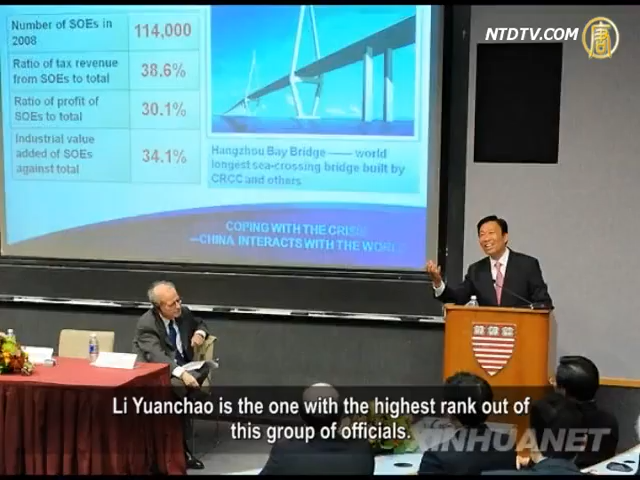 NTDTV.COM
Number of SOEs in
2008
114,000
Ratio of tax revenue
from SOEs to total
38.6%
Ratio of profit of
SOEs to total
30.1%
Industrial value
added of SOEs
against total
34.1%
Hangzhou Bay Bridge —— world
longest sea-crossing bridge built by
CRCC and others
COPING WITH THE CRISIS
—CHINA INTERACTS WITH THE WORLD
Li Yuanchao is the one with the highest rank out of
this group of officials.
XINHUANET